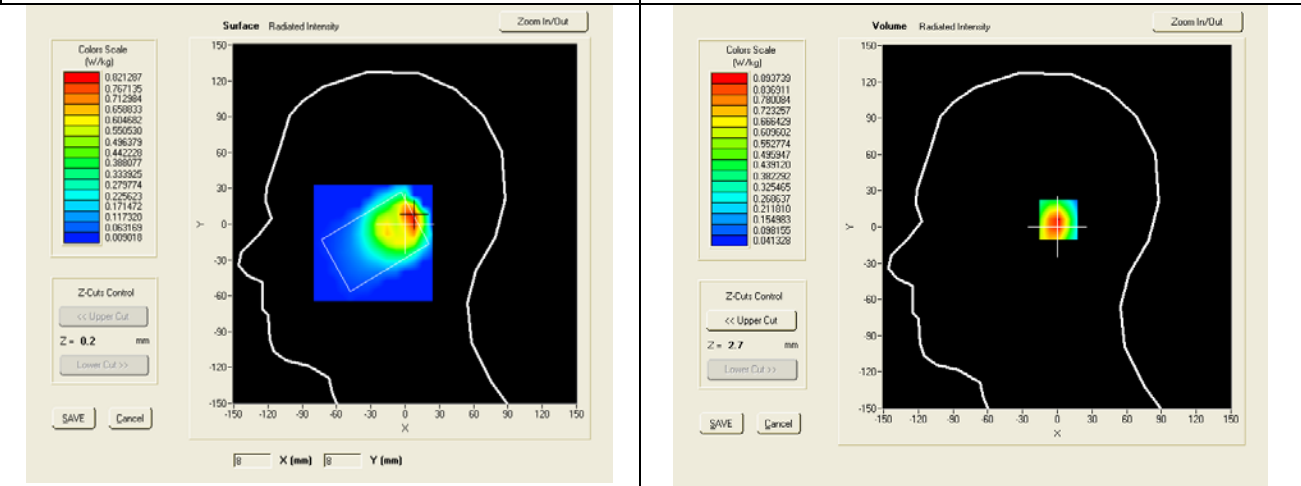 Surface Radiated Intensity
Zoom In/Out
Colors Scale
(W/kg)
0.821287
0.767135
0.712984
0.658833
0.604682
0.550530
0.496379
0.442228
0.388077
0.333925
0.279774
0.225623
0.171472
0.117320
0.063169
0.009018
Z-Cuts Control
<< Upper Cut
Z = 0.2 mm
Lower Cut >>
SAVE
Cancel
150
120
90
60
30
0
-30
-60
-90
-120
-150
Y
-150 -120 -90 -60 -30 0 30 60 90 120 150
X
8 X (mm) 8 Y (mm)
Volume Radiated Intensity
Zoom In/Out
Colors Scale
(W/kg)
0.893739
0.836911
0.780084
0.723257
0.666429
0.609602
0.552774
0.495947
0.439120
0.382292
0.325465
0.268637
0.211810
0.154983
0.098155
0.041328
Z-Cuts Control
<< Upper Cut
Z = 2.7 mm
Lower Cut >>
SAVE
Cancel
150
120
90
60
30
0
-30
-60
-90
-120
-150
Y
-150 -120 -90 -60 -30 0 30 60 90 120 150
X